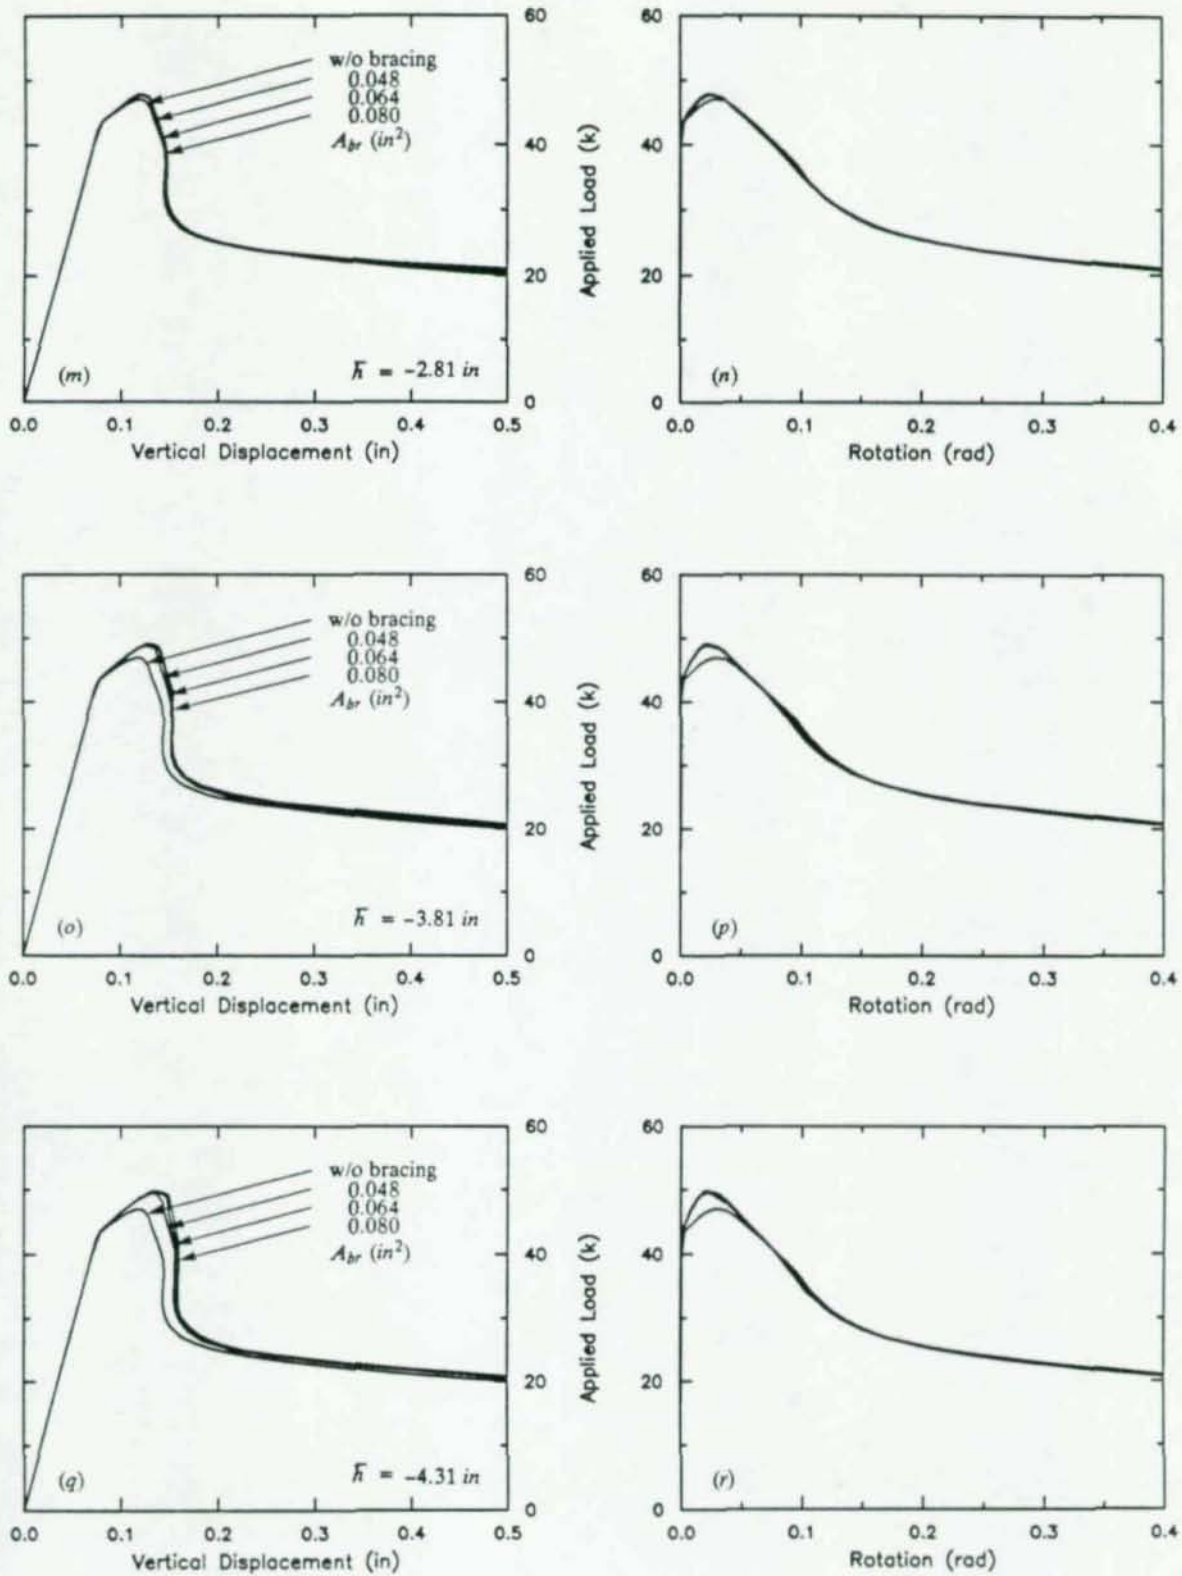 60
w/o bracing
0.048
0.064
0.080
A_br (in²)
40
20
0
(m)
h̄ = -2.81 in
0.0 0.1 0.2 0.3 0.4 0.5
Vertical Displacement (in)
Applied Load (k)
60
40
20
0
(n)
0.0 0.1 0.2 0.3 0.4
Rotation (rad)
60
w/o bracing
0.048
0.064
0.080
A_br (in²)
40
20
0
(o)
h̄ = -3.81 in
0.0 0.1 0.2 0.3 0.4 0.5
Vertical Displacement (in)
Applied Load (k)
60
40
20
0
(p)
0.0 0.1 0.2 0.3 0.4
Rotation (rad)
60
w/o bracing
0.048
0.064
0.080
A_br (in²)
40
20
0
(q)
h̄ = -4.31 in
0.0 0.1 0.2 0.3 0.4 0.5
Vertical Displacement (in)
Applied Load (k)
60
40
20
0
(r)
0.0 0.1 0.2 0.3 0.4
Rotation (rad)